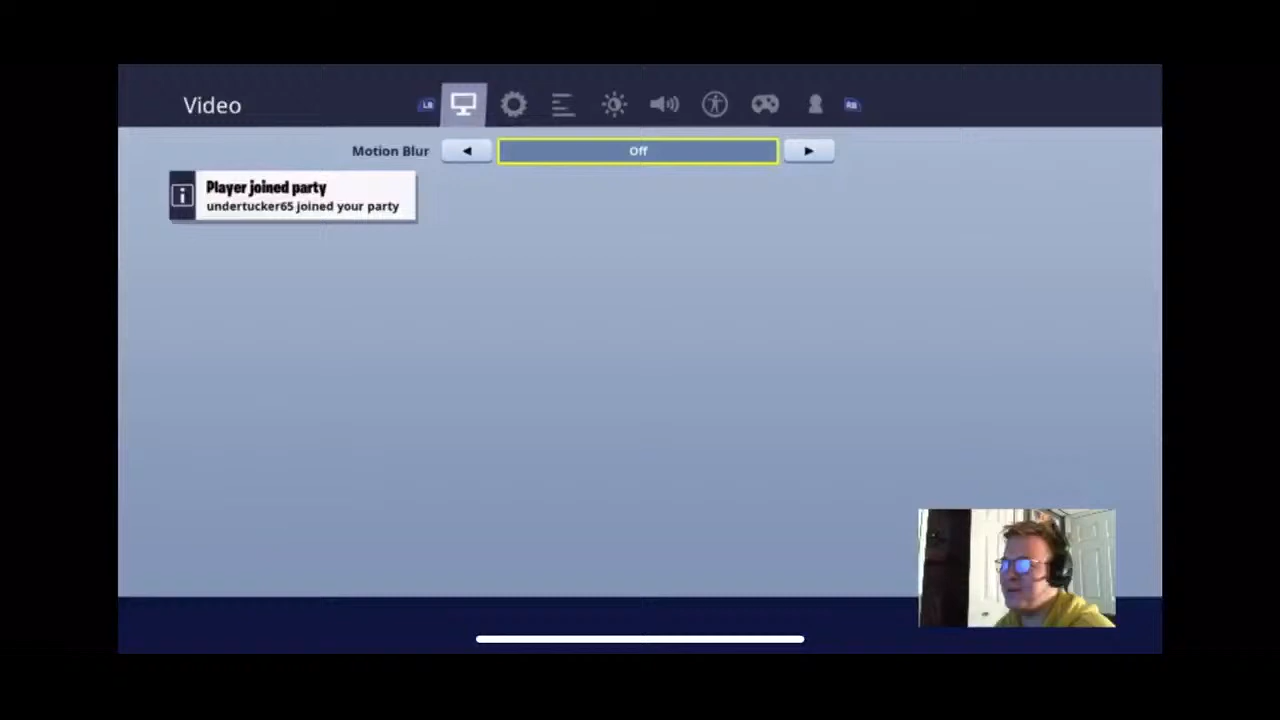 Video
LB
RB
Motion Blur
Off
Player joined party
undertucker65 joined your party